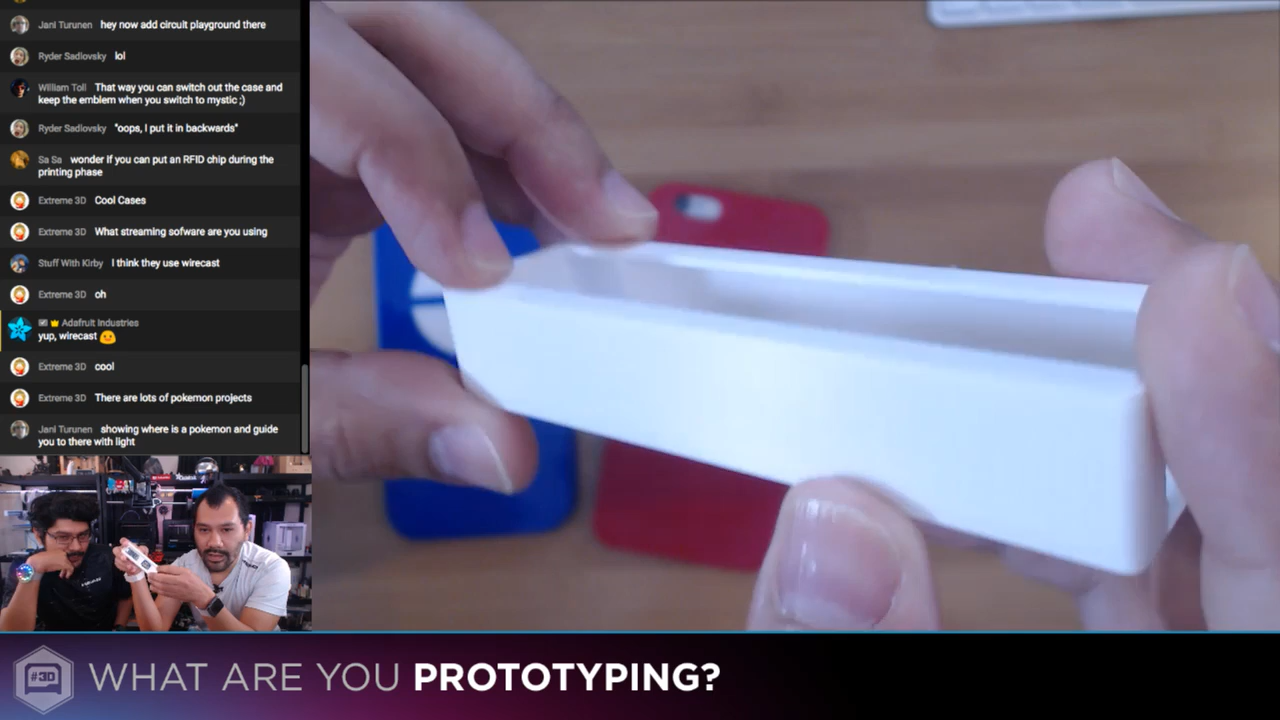 Jani Turunen hey now add circuit playground there
Ryder Sadlovsky lol
William Toll That way you can switch out the case and
keep the emblem when you switch to mystic ;)
Ryder Sadlovsky "oops, I put it in backwards"
Sa Sa wonder if you can put an RFID chip during the
printing phase
Extreme 3D Cool Cases
Extreme 3D What streaming sofware are you using
Stuff With Kirby I think they use wirecast
Extreme 3D oh
Adafruit Industries
yup, wirecast
Extreme 3D cool
Extreme 3D There are lots of pokemon projects
Jani Turunen showing where is a pokemon and guide
you to there with light
#3D
WHAT ARE YOU PROTOTYPING?